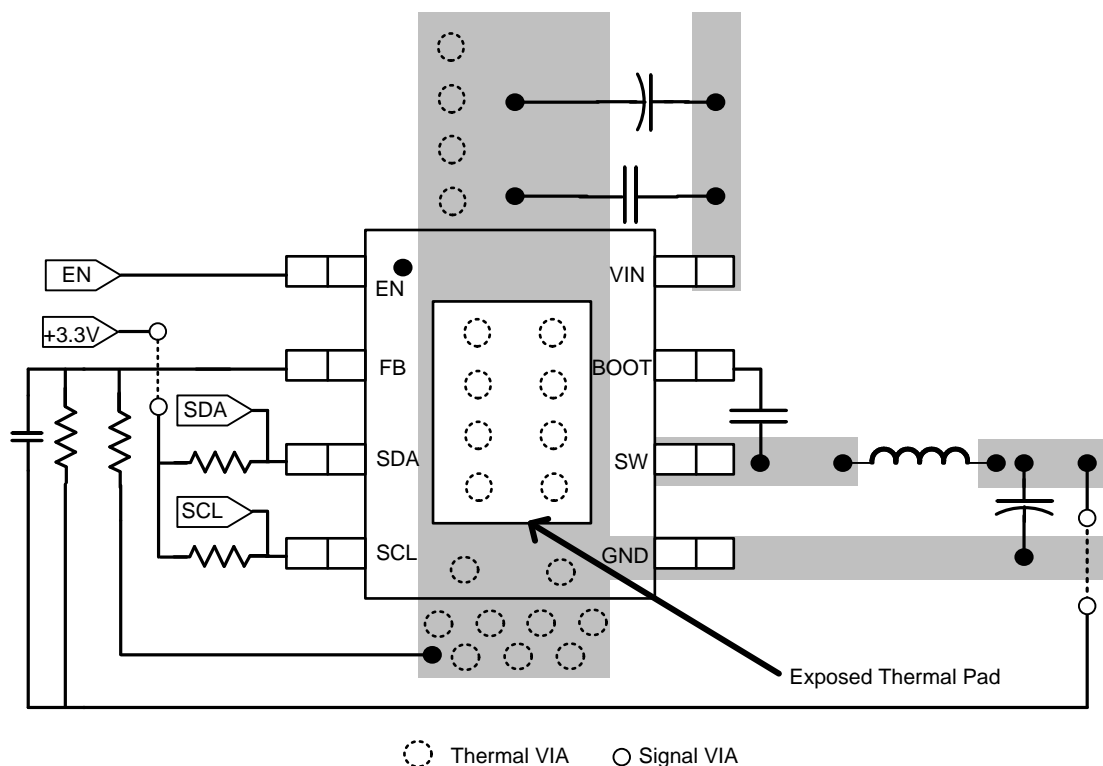 EN
EN
VIN
+3.3V
FB
BOOT
SDA
SDA
SW
SCL
SCL
GND
Exposed Thermal Pad
Thermal VIA
Signal VIA